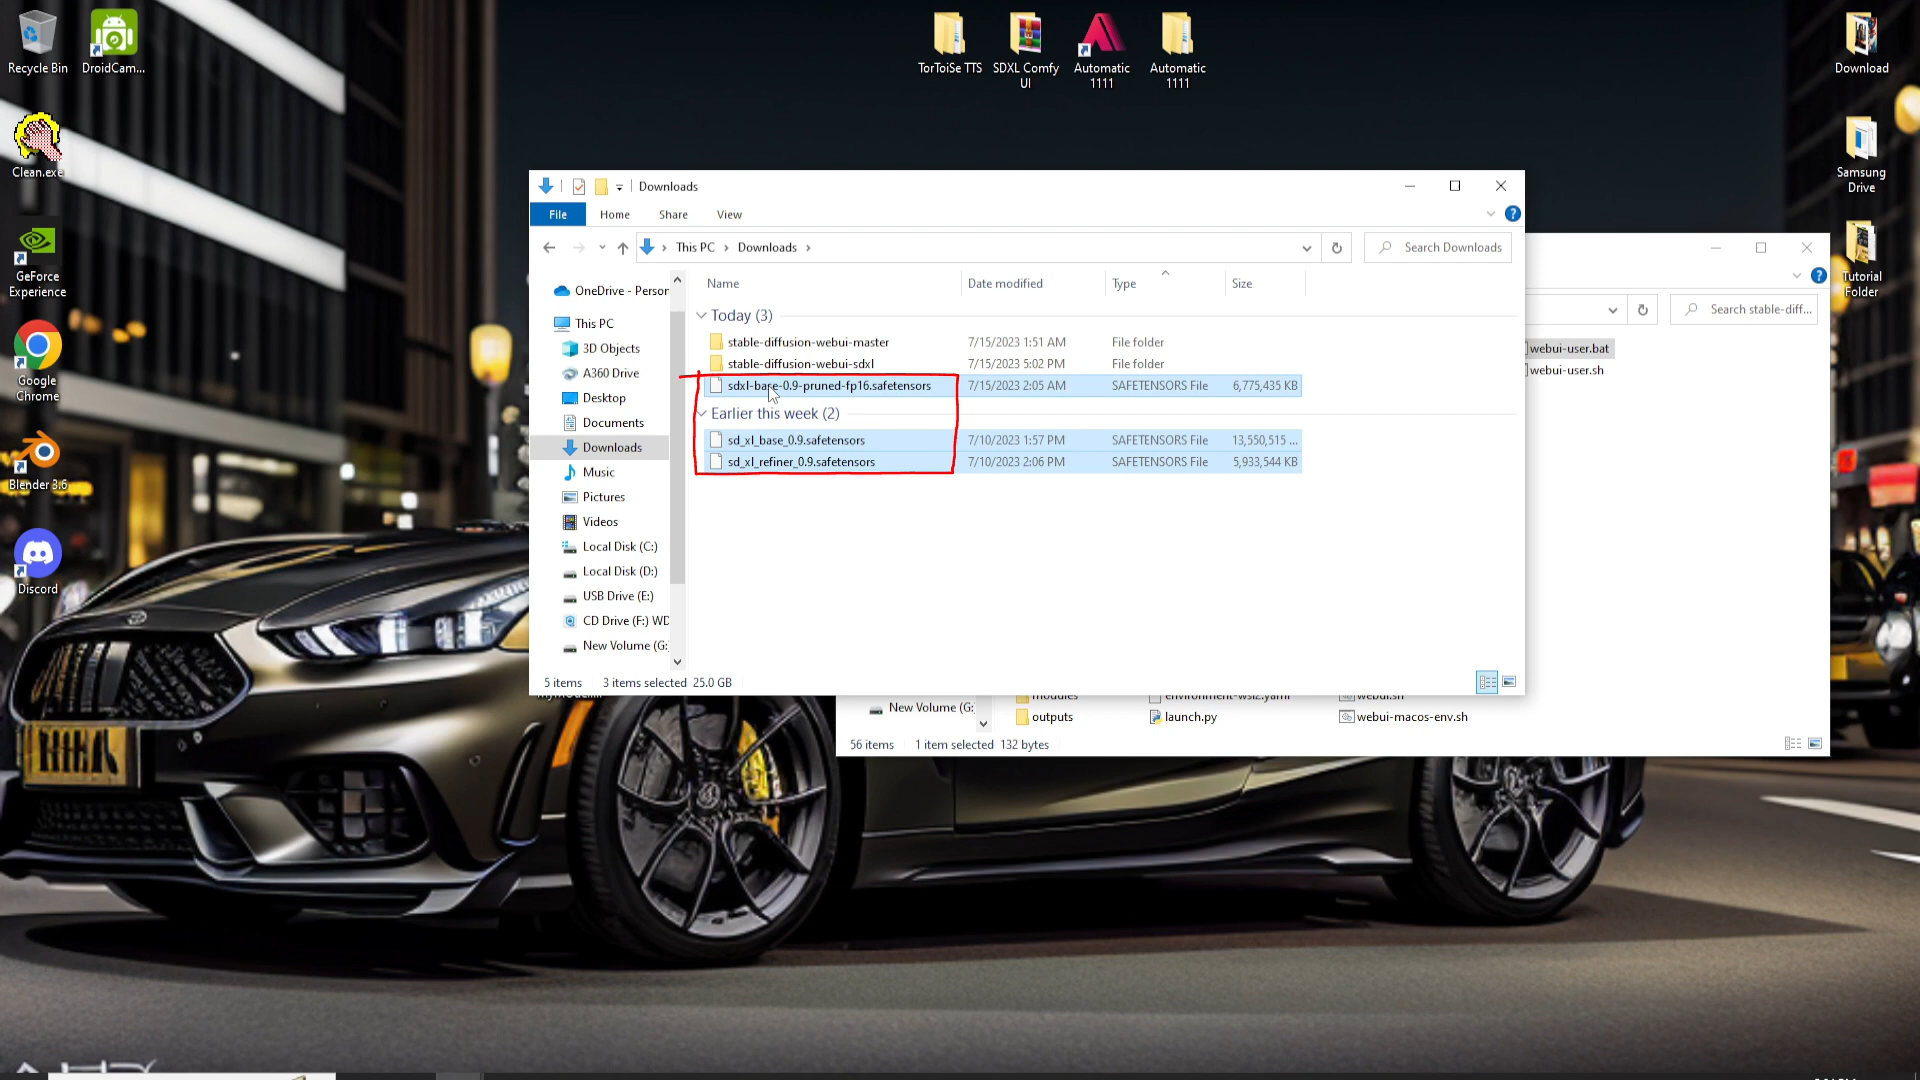 Recycle Bin
DroidCam...
Clean.exe
GeForce
Experience
Google
Chrome
Blender 3.6
Discord
TorToiSe TTS
SDXL Comfy
UI
Automatic
1111
Automatic
1111
Download
Samsung
Drive
Tutorial
Folder
Downloads
File
Home
Share
View
This PC
Downloads
Search Downloads
OneDrive - Person
This PC
3D Objects
A360 Drive
Desktop
Documents
Downloads
Music
Pictures
Videos
Local Disk (C:)
Local Disk (D:)
USB Drive (E:)
CD Drive (F:) WD
New Volume (G:
Name
Date modified
Type
Size
Today (3)
stable-diffusion-webui-master 7/15/2023 1:51 AM File folder
stable-diffusion-webui-sdxl 7/15/2023 5:02 PM File folder
sdxl-base-0.9-pruned-fp16.safetensors 7/15/2023 2:05 AM SAFETENSORS File 6,775,435 KB
Earlier this week (2)
sd_xl_base_0.9.safetensors 7/10/2023 1:57 PM SAFETENSORS File 13,550,515 ...
sd_xl_refiner_0.9.safetensors 7/10/2023 2:06 PM SAFETENSORS File 5,933,544 KB
5 items 3 items selected 25.0 GB
Search stable-diff...
webui-user.bat
webui-user.sh
modules
environment-wsl2.yaml
webui.sh
New Volume (G:
outputs
launch.py
webui-macos-env.sh
56 items 1 item selected 132 bytes